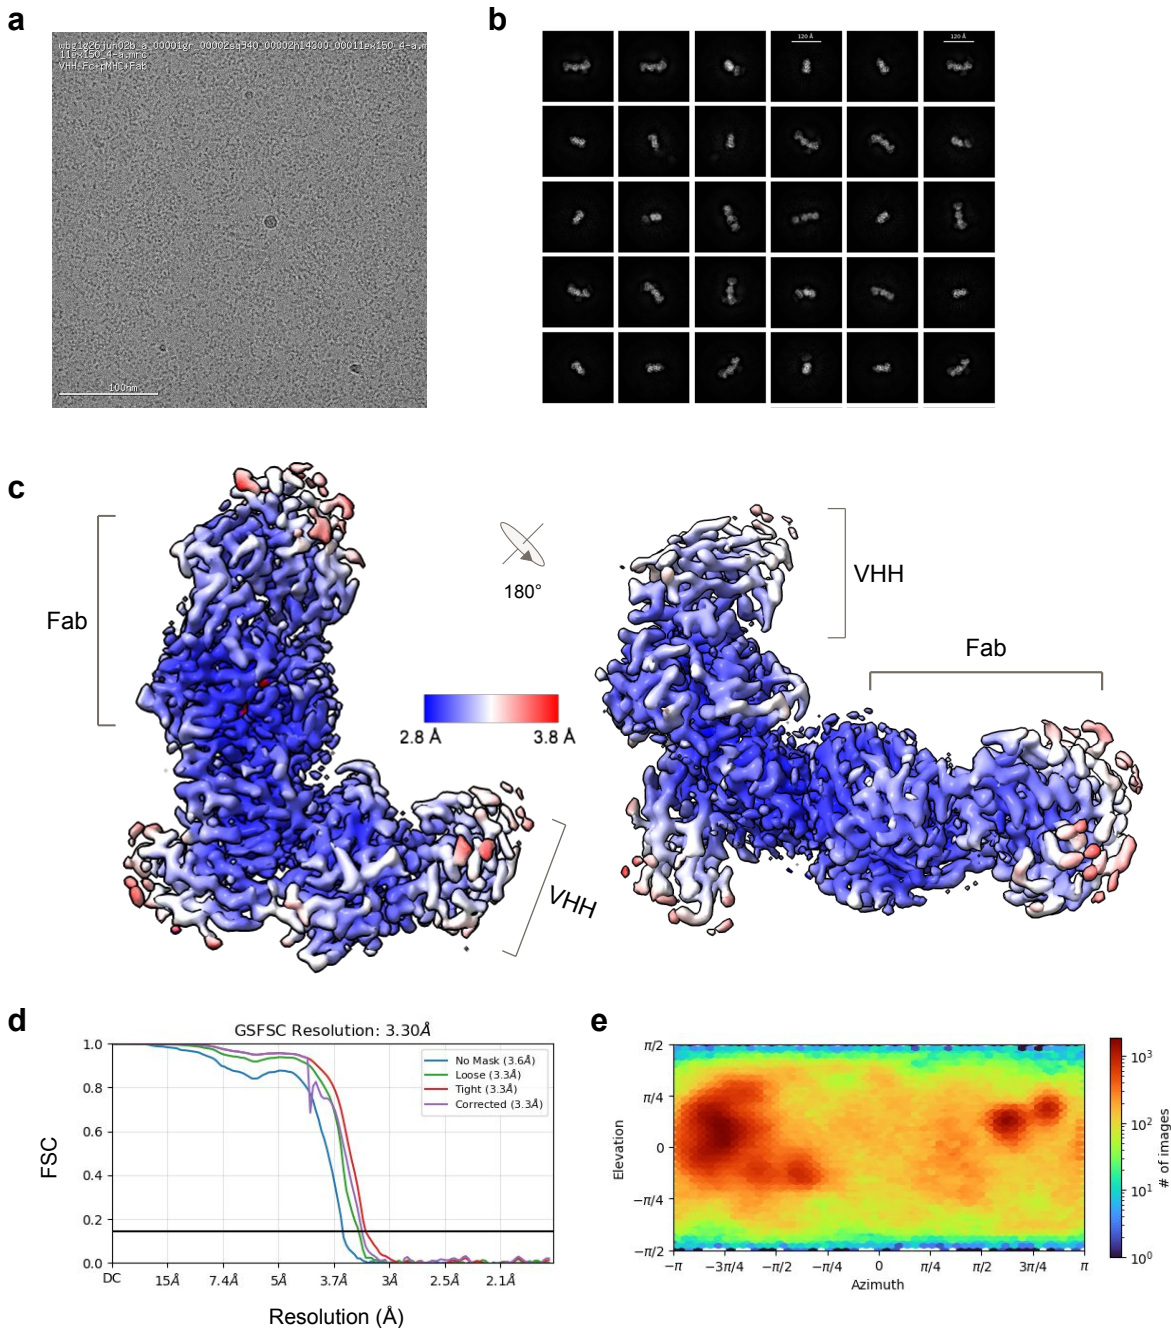 a
b
VHH-Fc+pMHC+Fab
100nm
120 Å
120 Å
c
Fab
180°
2.8 Å
3.8 Å
VHH
VHH
Fab
d
GSFSC Resolution: 3.30Å
No Mask (3.6Å)
Loose (3.3Å)
Tight (3.3Å)
Corrected (3.3Å)
1.0
0.8
0.6
0.4
0.2
0.0
FSC
DC
15Å
7.4Å
5Å
3.7Å
3Å
2.5Å
2.1Å
Resolution (Å)
e
π/2
π/4
0
−π/4
−π/2
Elevation
−π
−3π/4
−π/2
−π/4
0
π/4
π/2
3π/4
π
Azimuth
10³
10²
10¹
10⁰
# of images